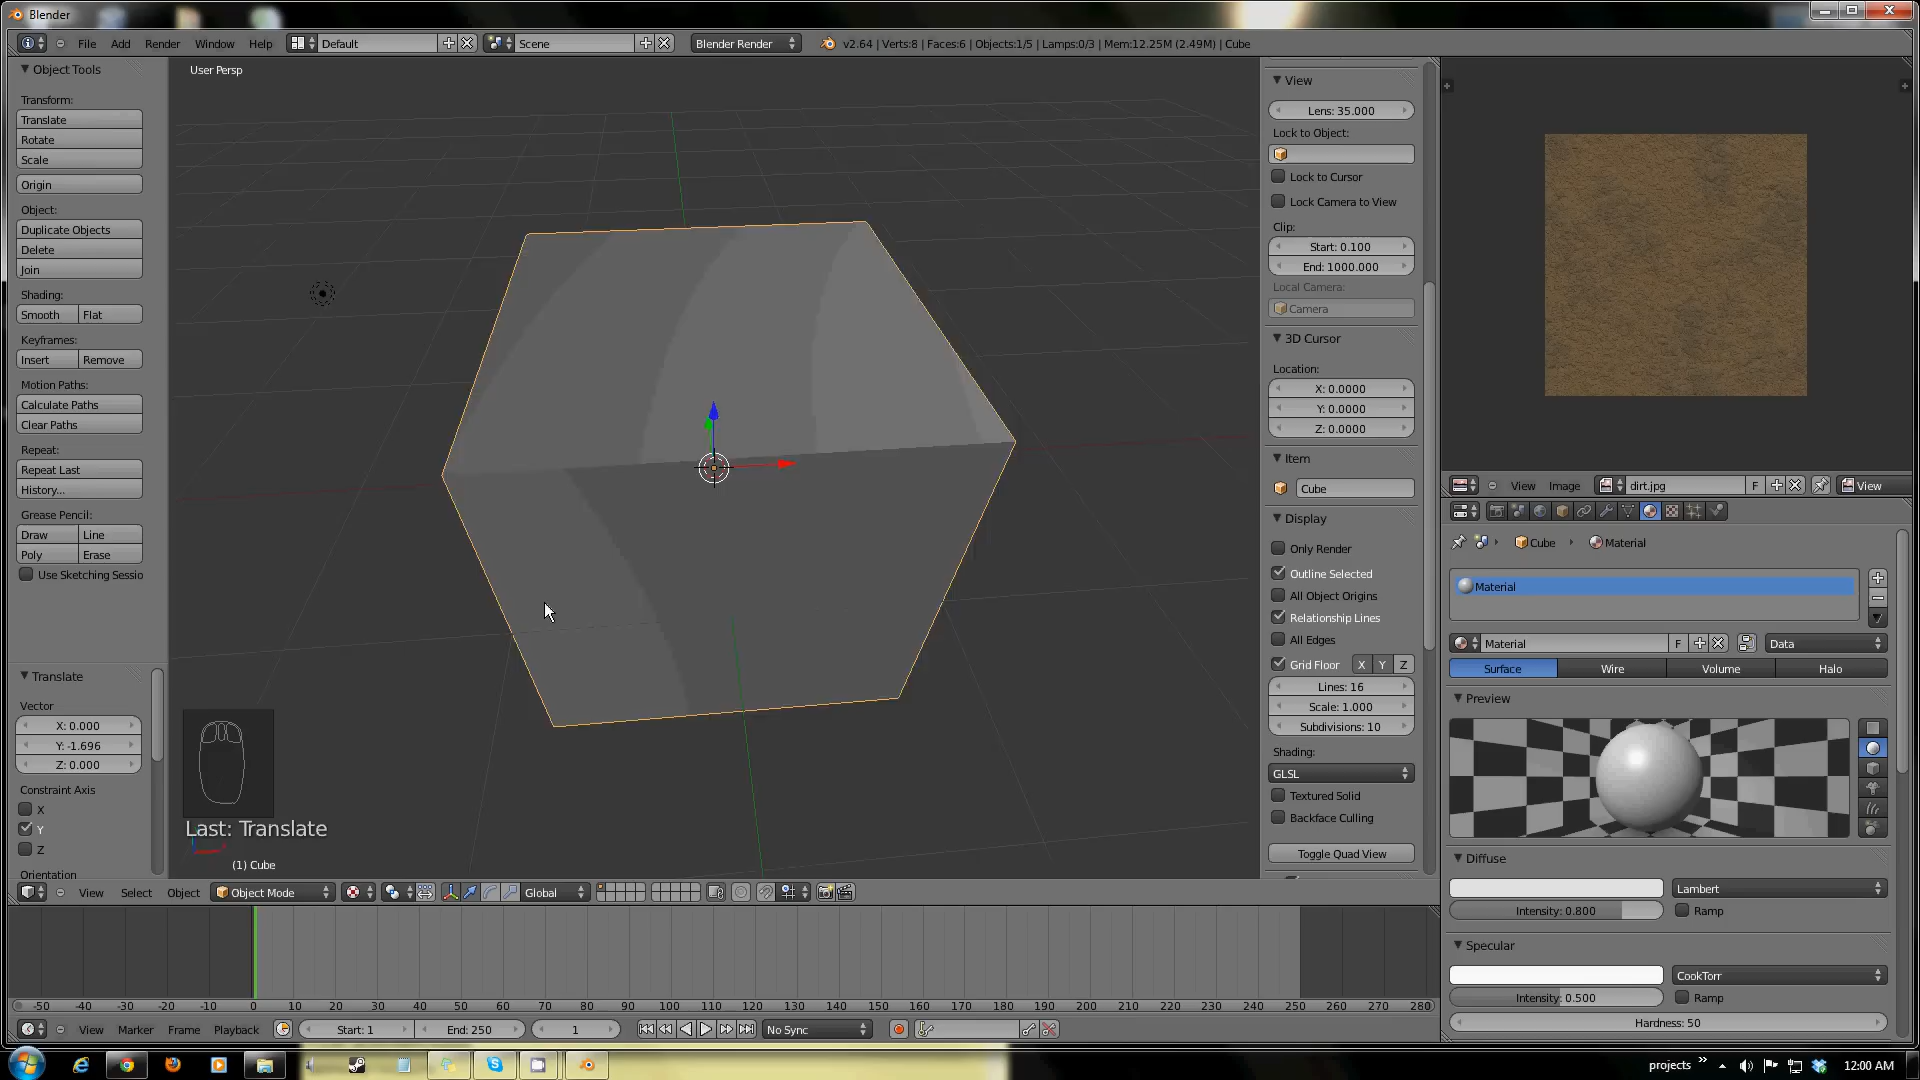 Blender
File Add Render Window Help Default Scene Blender Render v2.64 | Verts:8 | Faces:6 | Objects:1/5 | Lamps:0/3 | Mem:12.25M (2.49M) | Cube
Object Tools
Transform:
Translate
Rotate
Scale
Origin
Object:
Duplicate Objects
Delete
Join
Shading:
Smooth Flat
Keyframes:
Insert Remove
Motion Paths:
Calculate Paths
Clear Paths
Repeat:
Repeat Last
History...
Grease Pencil:
Draw Line
Poly Erase
Use Sketching Sessio
Translate
Vector
X: 0.000
Y: -1.696
Z: 0.000
Constraint Axis
X
Y
Z
Orientation
User Persp
Last: Translate
(1) Cube
View
Lens: 35.000
Lock to Object:
Lock to Cursor
Lock Camera to View
Clip:
Start: 0.100
End: 1000.000
Local Camera:
Camera
3D Cursor
Location:
X: 0.0000
Y: 0.0000
Z: 0.0000
Item
Cube
Display
Only Render
Outline Selected
All Object Origins
Relationship Lines
All Edges
Grid Floor X Y Z
Lines: 16
Scale: 1.000
Subdivisions: 10
Shading:
GLSL
Textured Solid
Backface Culling
Toggle Quad View
View Image dirt.jpg F View
Cube Material
Material
Material F Data
Surface Wire Volume Halo
Preview
Diffuse
Lambert
Intensity: 0.800 Ramp
Specular
CookTorr
Intensity: 0.500 Ramp
Hardness: 50
View Select Object Object Mode Global
-50 -40 -30 -20 -10 0 10 20 30 40 50 60 70 80 90 100 110 120 130 140 150 160 170 180 190 200 210 220 230 240 250 260 270 280
View Marker Frame Playback Start: 1 End: 250 1 No Sync
projects 12:00 AM